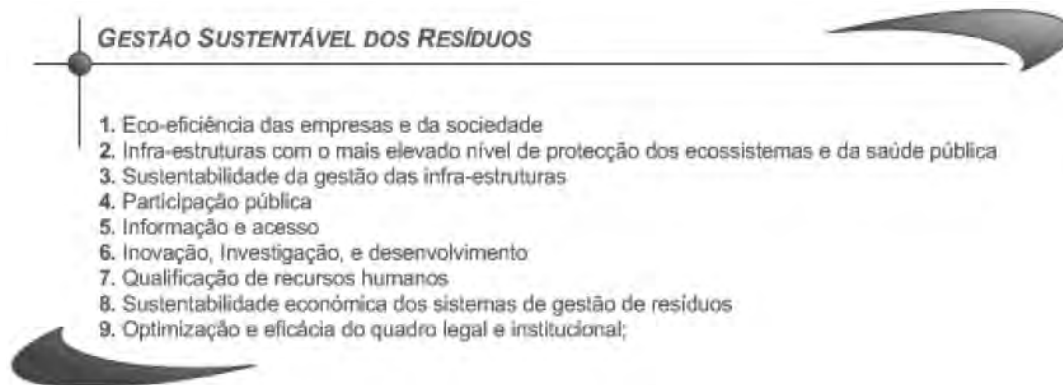 GESTÃO SUSTENTÁVEL DOS RESÍDUOS
1. Eco-eficiência das empresas e da sociedade
2. Infra-estruturas com o mais elevado nível de protecção dos ecossistemas e da saúde pública
3. Sustentabilidade da gestão das infra-estruturas
4. Participação pública
5. Informação e acesso
6. Inovação, Investigação, e desenvolvimento
7. Qualificação de recursos humanos
8. Sustentabilidade económica dos sistemas de gestão de resíduos
9. Optimização e eficácia do quadro legal e institucional;